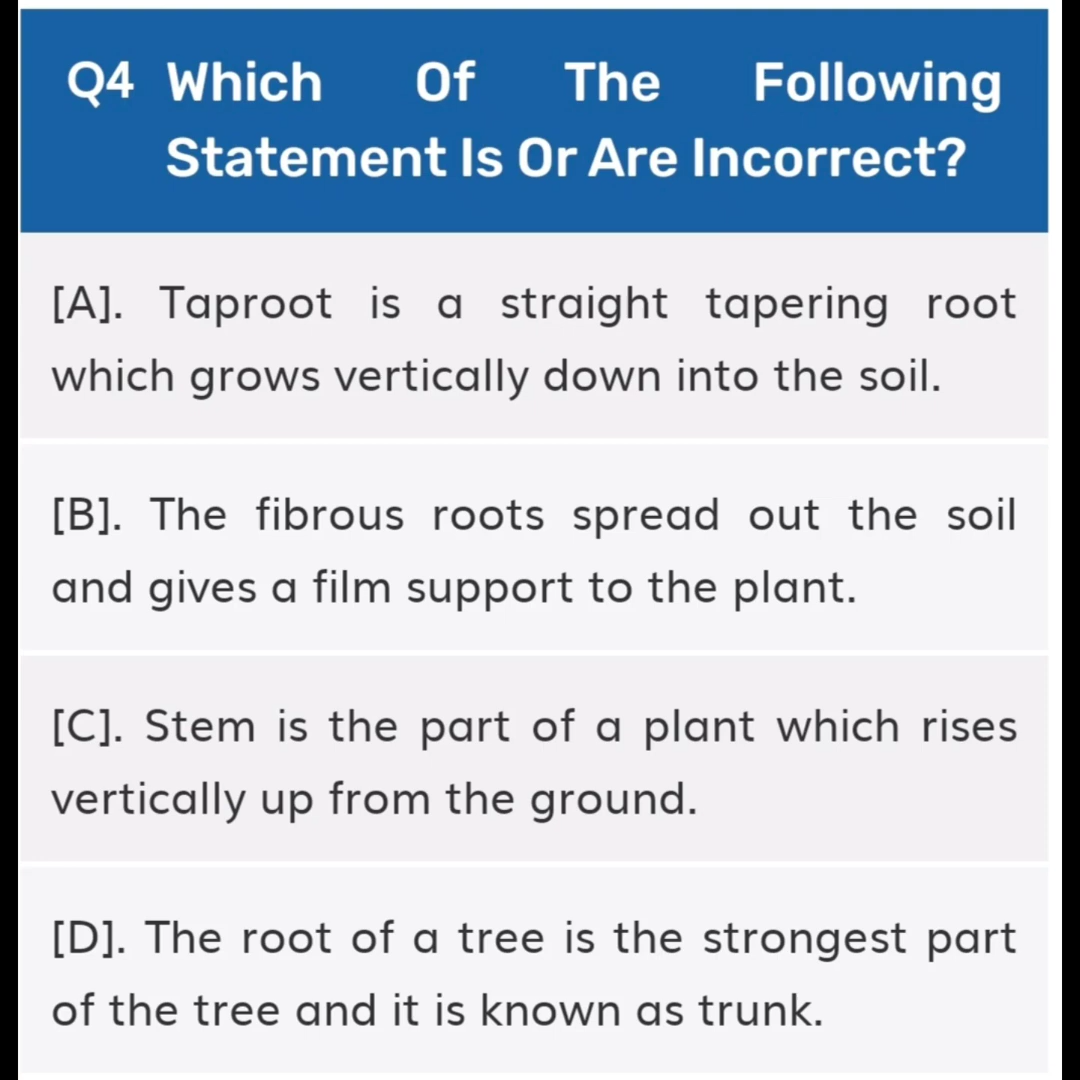 Q4 Which Of The Following
Statement Is Or Are Incorrect?
[A]. Taproot is a straight tapering root
which grows vertically down into the soil.
[B]. The fibrous roots spread out the soil
and gives a film support to the plant.
[C]. Stem is the part of a plant which rises
vertically up from the ground.
[D]. The root of a tree is the strongest part
of the tree and it is known as trunk.